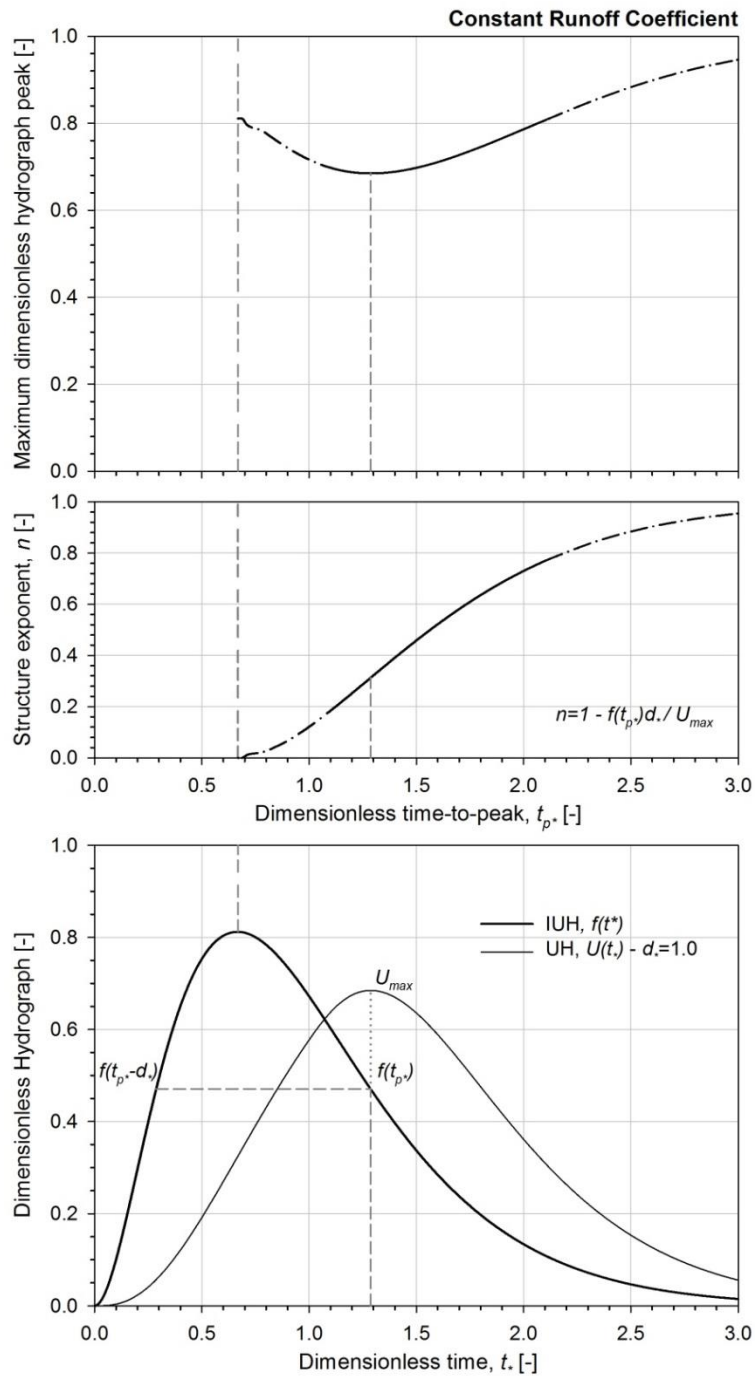 Constant Runoff Coefficient
Maximum dimensionless hydrograph peak [-]
1.0
0.8
0.6
0.4
0.2
0.0
Structure exponent, n [-]
1.0
0.8
0.6
0.4
0.2
0.0
n=1 - f(tp*)d*/ Umax
0.0 0.5 1.0 1.5 2.0 2.5 3.0
Dimensionless time-to-peak, tp* [-]
Dimensionless Hydrograph [-]
1.0
0.8
0.6
0.4
0.2
0.0
IUH, f(t*)
UH, U(t*) - d*=1.0
Umax
f(tp*-d*)
f(tp*)
0.0 0.5 1.0 1.5 2.0 2.5 3.0
Dimensionless time, t* [-]